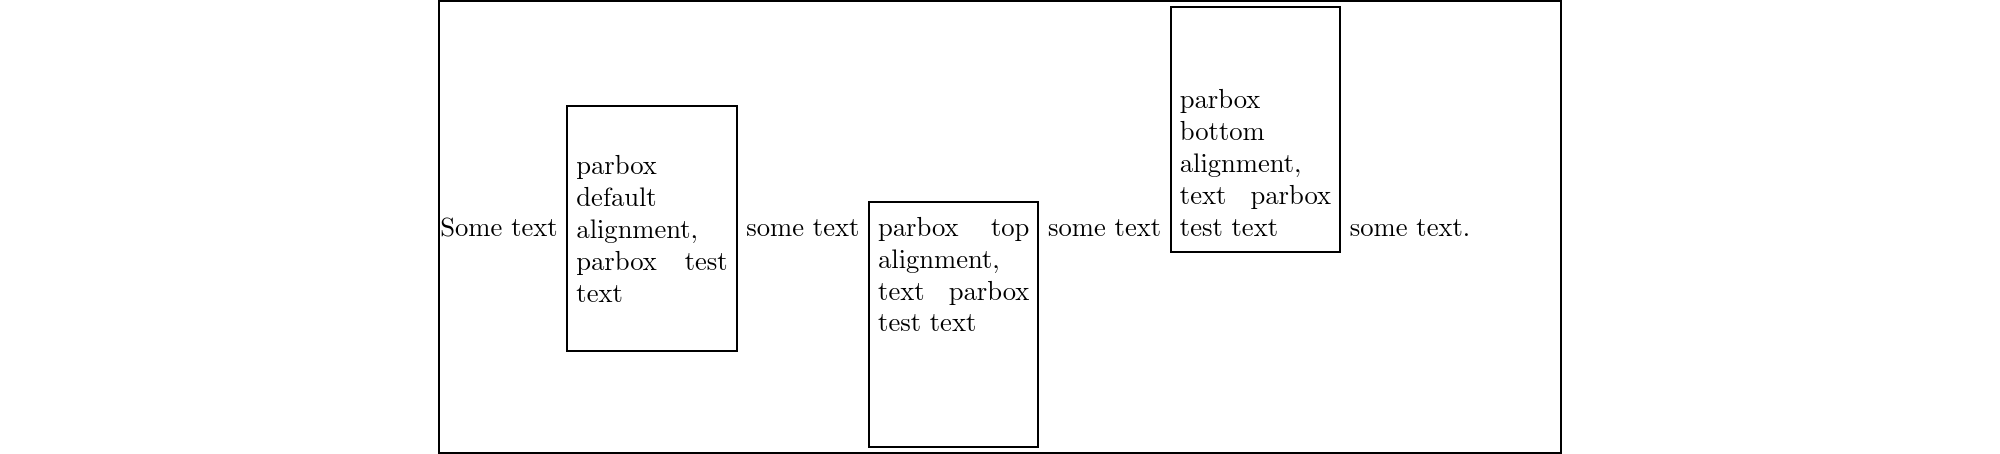 Some text
parbox
default
alignment,
parbox test
text
some text
parbox top
alignment,
text parbox
test text
some text
parbox
bottom
alignment,
text parbox
test text
some text.